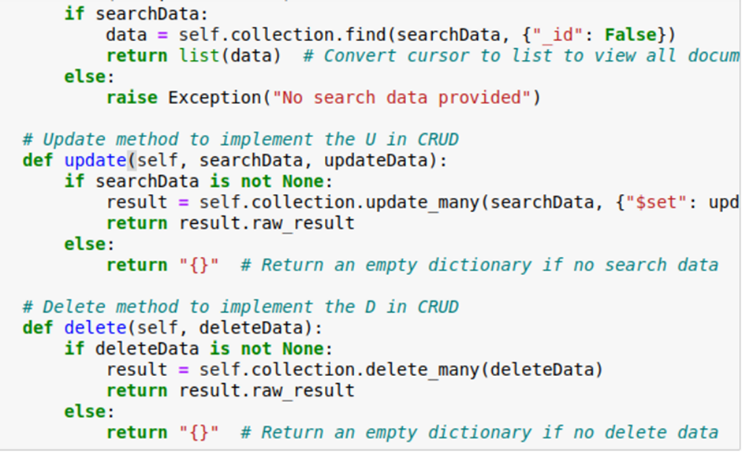 if searchData:
data = self.collection.find(searchData, {"_id": False})
return list(data)  # Convert cursor to list to view all docum
else:
raise Exception("No search data provided")
# Update method to implement the U in CRUD
def update(self, searchData, updateData):
if searchData is not None:
result = self.collection.update_many(searchData, {"$set": upd
return result.raw_result
else:
return "{}"  # Return an empty dictionary if no search data
# Delete method to implement the D in CRUD
def delete(self, deleteData):
if deleteData is not None:
result = self.collection.delete_many(deleteData)
return result.raw_result
else:
return "{}"  # Return an empty dictionary if no delete data